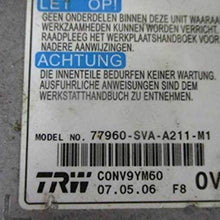 LET OP!
GEEN ONDERDELEN BINNEN DEZE UNIT WAARAAN
WERKZAAMHEDEN KUNNEN WORDEN VERRICHT.
RAADPLEEG HET WERKPLAATSHANDBOEK
NADERE AANWIJZINGEN.
ACHTUNG
DIE INNENTEILE BEDÜRFEN KEINER WARTUNG.
AUSFÜHRLICHE ANWEISUNGEN SIND DEM
WERKSTATTHANDBUCH ZU ENTNEHMEN.
MODEL NO. 77960-SVA-A211-M1
TRW CONV9YM60
07.05.06 F8 0V